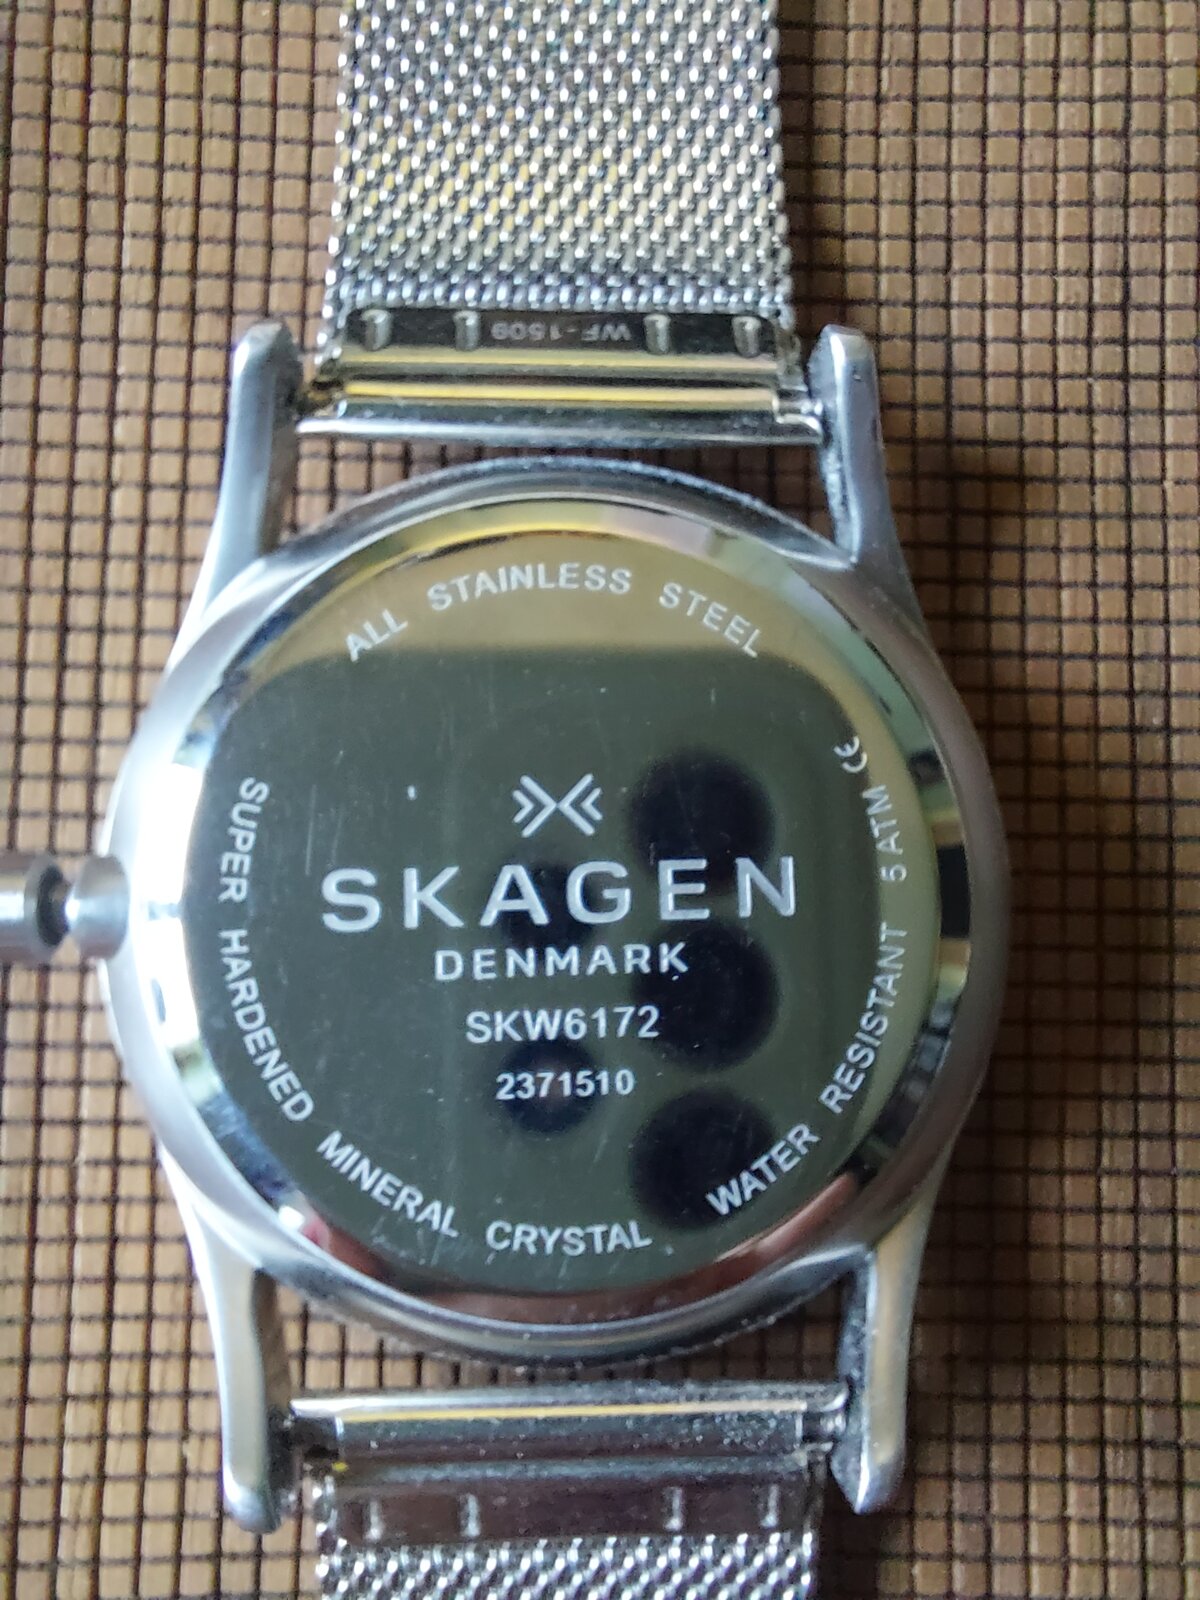 WF-1509
ALL STAINLESS STEEL
SKAGEN
DENMARK
SKW6172
2371510
SUPER HARDENED MINERAL CRYSTAL
WATER RESISTANT 5 ATM CE